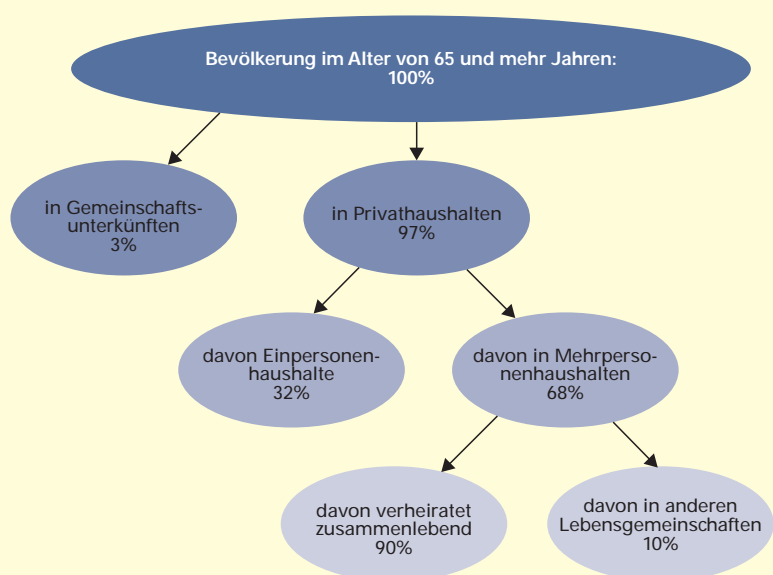 Bevölkerung im Alter von 65 und mehr Jahren:
100%
in Gemeinschafts-
unterkünften
3%
in Privathaushalten
97%
davon Einpersonen-
haushalte
32%
davon in Mehrperso-
nenhaushalten
68%
davon verheiratet
zusammenlebend
90%
davon in anderen
Lebensgemeinschaften
10%